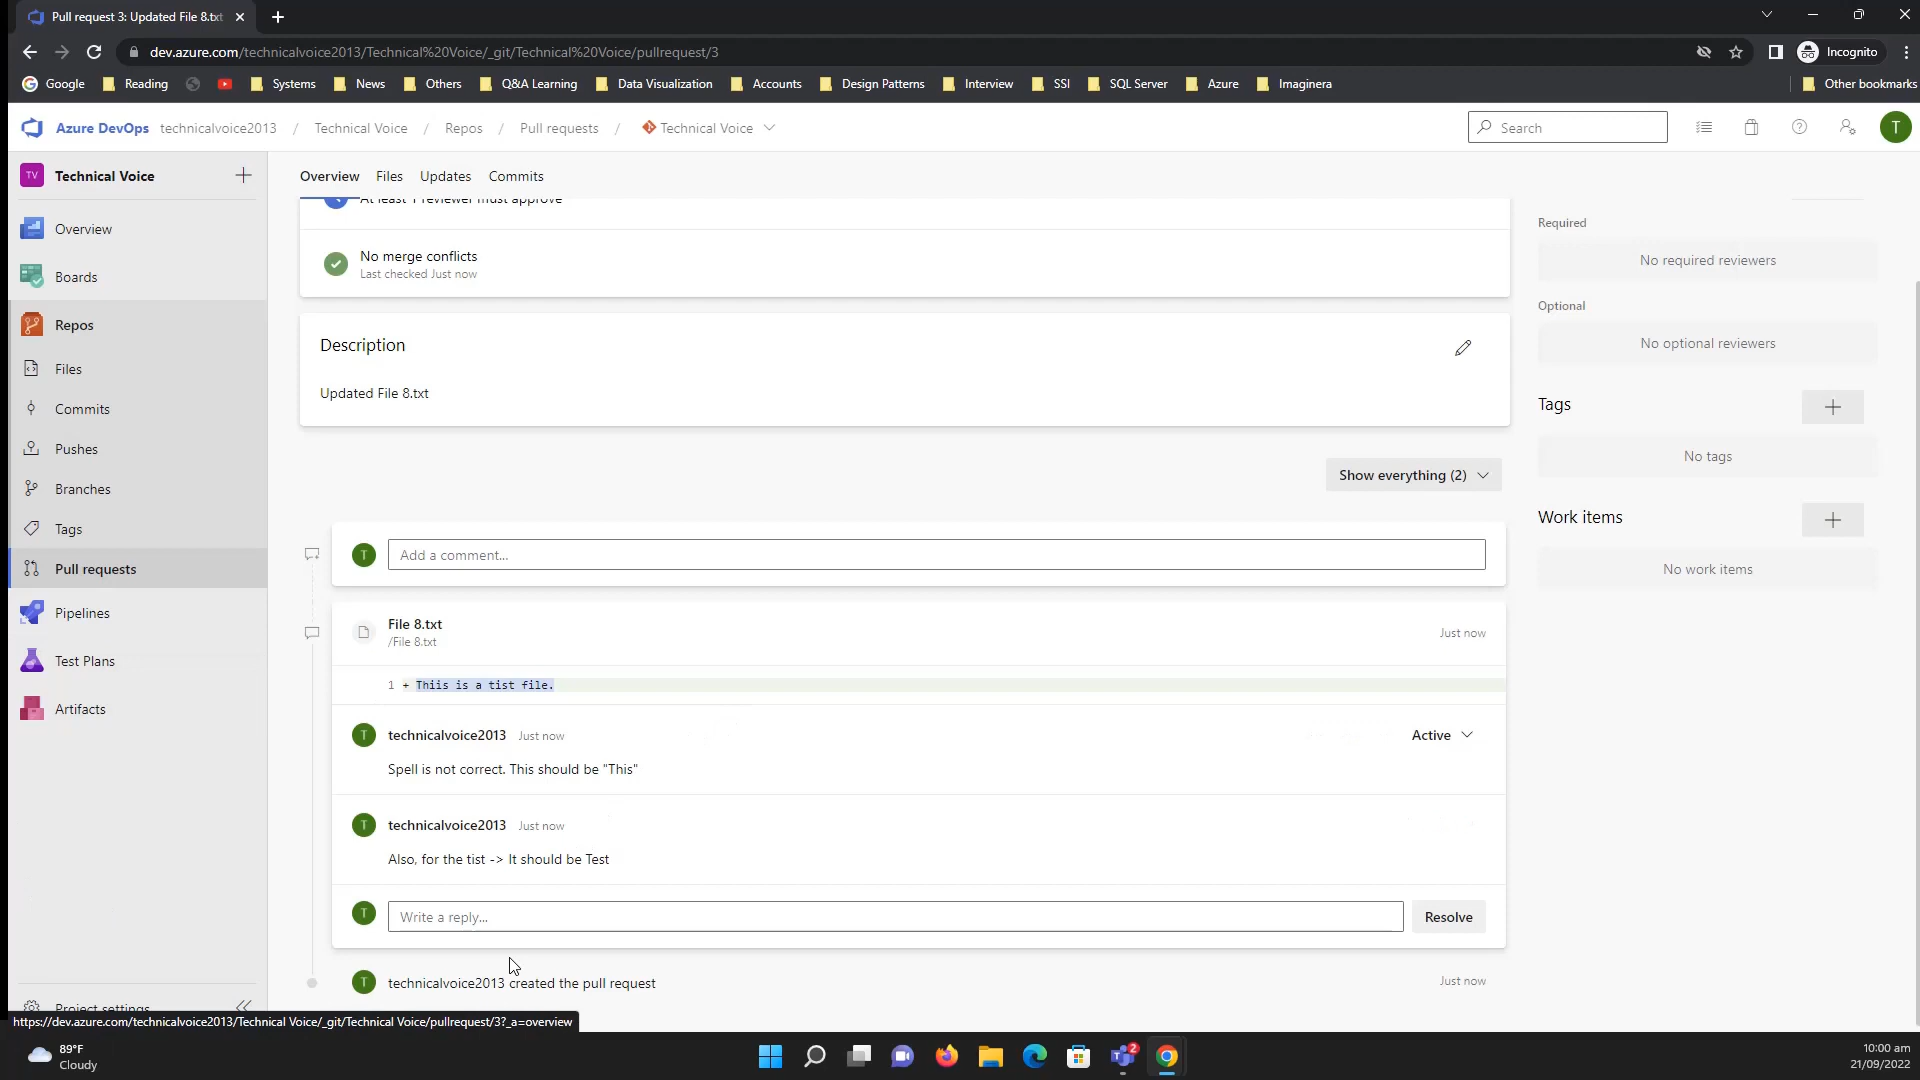 Pull request 3: Updated File 8.txt
dev.azure.com/technicalvoice2013/Technical%20Voice/_git/Technical%20Voice/pullrequest/3
Incognito
Google Reading Systems News Others Q&A Learning Data Visualization Accounts Design Patterns Interview SSI SQL Server Azure Imaginera Other bookmarks
Azure DevOps technicalvoice2013 / Technical Voice / Repos / Pull requests / Technical Voice
Search
T
TV Technical Voice
Overview
Boards
Repos
Files
Commits
Pushes
Branches
Tags
Pull requests
Pipelines
Test Plans
Artifacts
Project settings
Overview Files Updates Commits
At least 1 reviewer must approve
No merge conflicts
Last checked Just now
Description
Updated File 8.txt
Show everything (2)
T Add a comment...
File 8.txt
/File 8.txt
Just now
1 + Thiis is a tist file.
T technicalvoice2013 Just now
Active
Spell is not correct. This should be "This"
T technicalvoice2013 Just now
Also, for the tist -> It should be Test
T Write a reply...
Resolve
T technicalvoice2013 created the pull request
Just now
Required
No required reviewers
Optional
No optional reviewers
Tags
No tags
Work items
No work items
https://dev.azure.com/technicalvoice2013/Technical Voice/_git/Technical Voice/pullrequest/3?_a=overview
89°F
Cloudy
2
10:00 am
21/09/2022